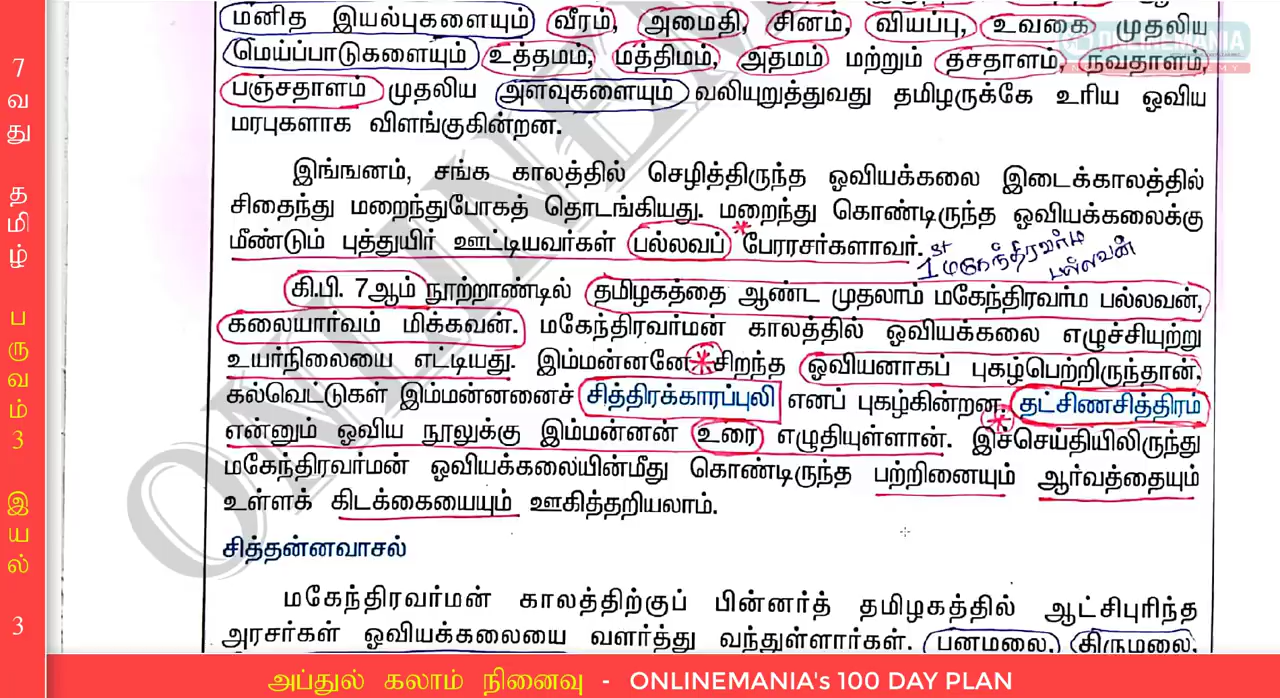 மனித இயல்புகளையும் வீரம், அமைதி, சினம், வியப்பு, உவகை முதலிய
மெய்ப்பாடுகளையும் உத்தமம், மத்திமம், அதமம் மற்றும் தசதாளம், நவதாளம்,
பஞ்சதாளம் முதலிய அளவுகளையும் வலியுறுத்துவது தமிழருக்கே உரிய ஓவிய
மரபுகளாக விளங்குகின்றன.
இங்ஙனம், சங்க காலத்தில் செழித்திருந்த ஓவியக்கலை இடைக்காலத்தில்
சிதைந்து மறைந்துபோகத் தொடங்கியது. மறைந்து கொண்டிருந்த ஓவியக்கலைக்கு
மீண்டும் புத்துயிர் ஊட்டியவர்கள் பல்லவப் பேரரசர்களாவர்.
1st மகேந்திரவர்ம
பல்லவன்
கி.பி. 7ஆம் நூற்றாண்டில் தமிழகத்தை ஆண்ட முதலாம் மகேந்திரவர்ம பல்லவன்,
கலையார்வம் மிக்கவன். மகேந்திரவர்மன் காலத்தில் ஓவியக்கலை எழுச்சியுற்று
உயர்நிலையை எட்டியது. இம்மன்னனே சிறந்த ஓவியனாகப் புகழ்பெற்றிருந்தான்.
கல்வெட்டுகள் இம்மன்னனைச் சித்திரக்காரப்புலி எனப் புகழ்கின்றன. தட்சிணசித்திரம்
என்னும் ஓவிய நூலுக்கு இம்மன்னன் உரை எழுதியுள்ளான். இச்செய்தியிலிருந்து
மகேந்திரவர்மன் ஓவியக்கலையின்மீது கொண்டிருந்த பற்றினையும் ஆர்வத்தையும்
உள்ளக் கிடக்கையையும் ஊகித்தறியலாம்.
சித்தன்னவாசல்
மகேந்திரவர்மன் காலத்திற்குப் பின்னர்த் தமிழகத்தில் ஆட்சிபுரிந்த
அரசர்கள் ஓவியக்கலையை வளர்த்து வந்துள்ளார்கள். பனமலை, திருமலை,
7வது தமிழ் பருவம் 3 இயல் 3
ONLINEMANIA
ONLINEM
அப்துல் கலாம் நினைவு - ONLINEMANIA's 100 DAY PLAN